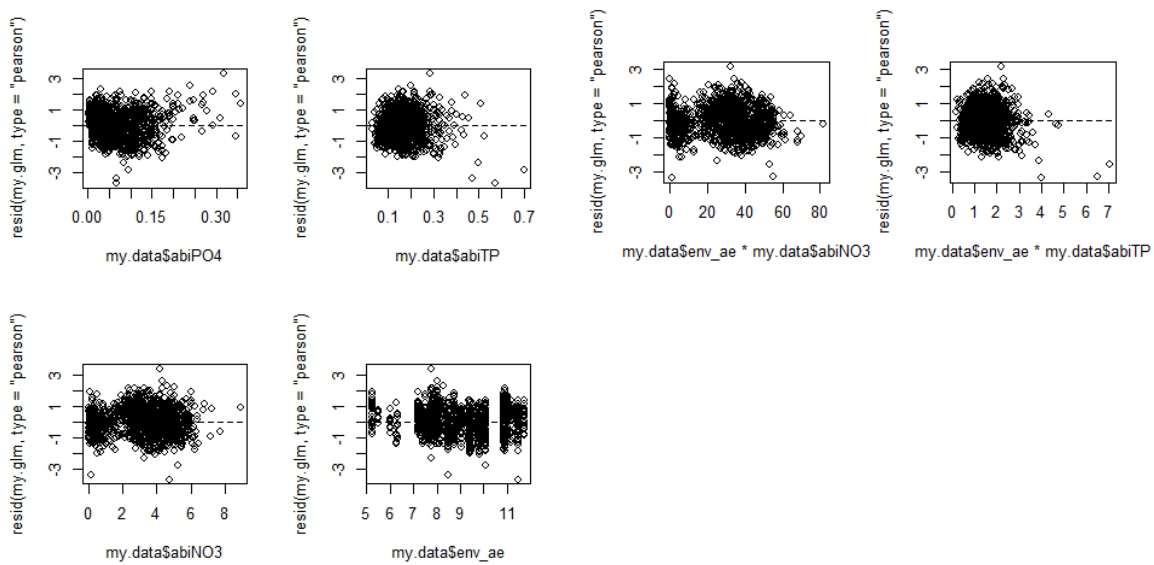 resid(my.glm, type = "pearson")
3
1
-1
-3
0.00 0.15 0.30
my.data$abiPO4
resid(my.glm, type = "pearson")
3
1
-1
-3
0.1 0.3 0.5 0.7
my.data$abiTP
resid(my.glm, type = "pearson")
3
1
-1
-3
0 20 40 60 80
my.data$env_ae * my.data$abiNO3
resid(my.glm, type = "pearson")
3
1
-1
-3
0 1 2 3 4 5 6 7
my.data$env_ae * my.data$abiTP
resid(my.glm, type = "pearson")
3
1
-1
-3
0 2 4 6 8
my.data$abiNO3
resid(my.glm, type = "pearson")
3
1
-1
-3
5 6 7 8 9 11
my.data$env_ae